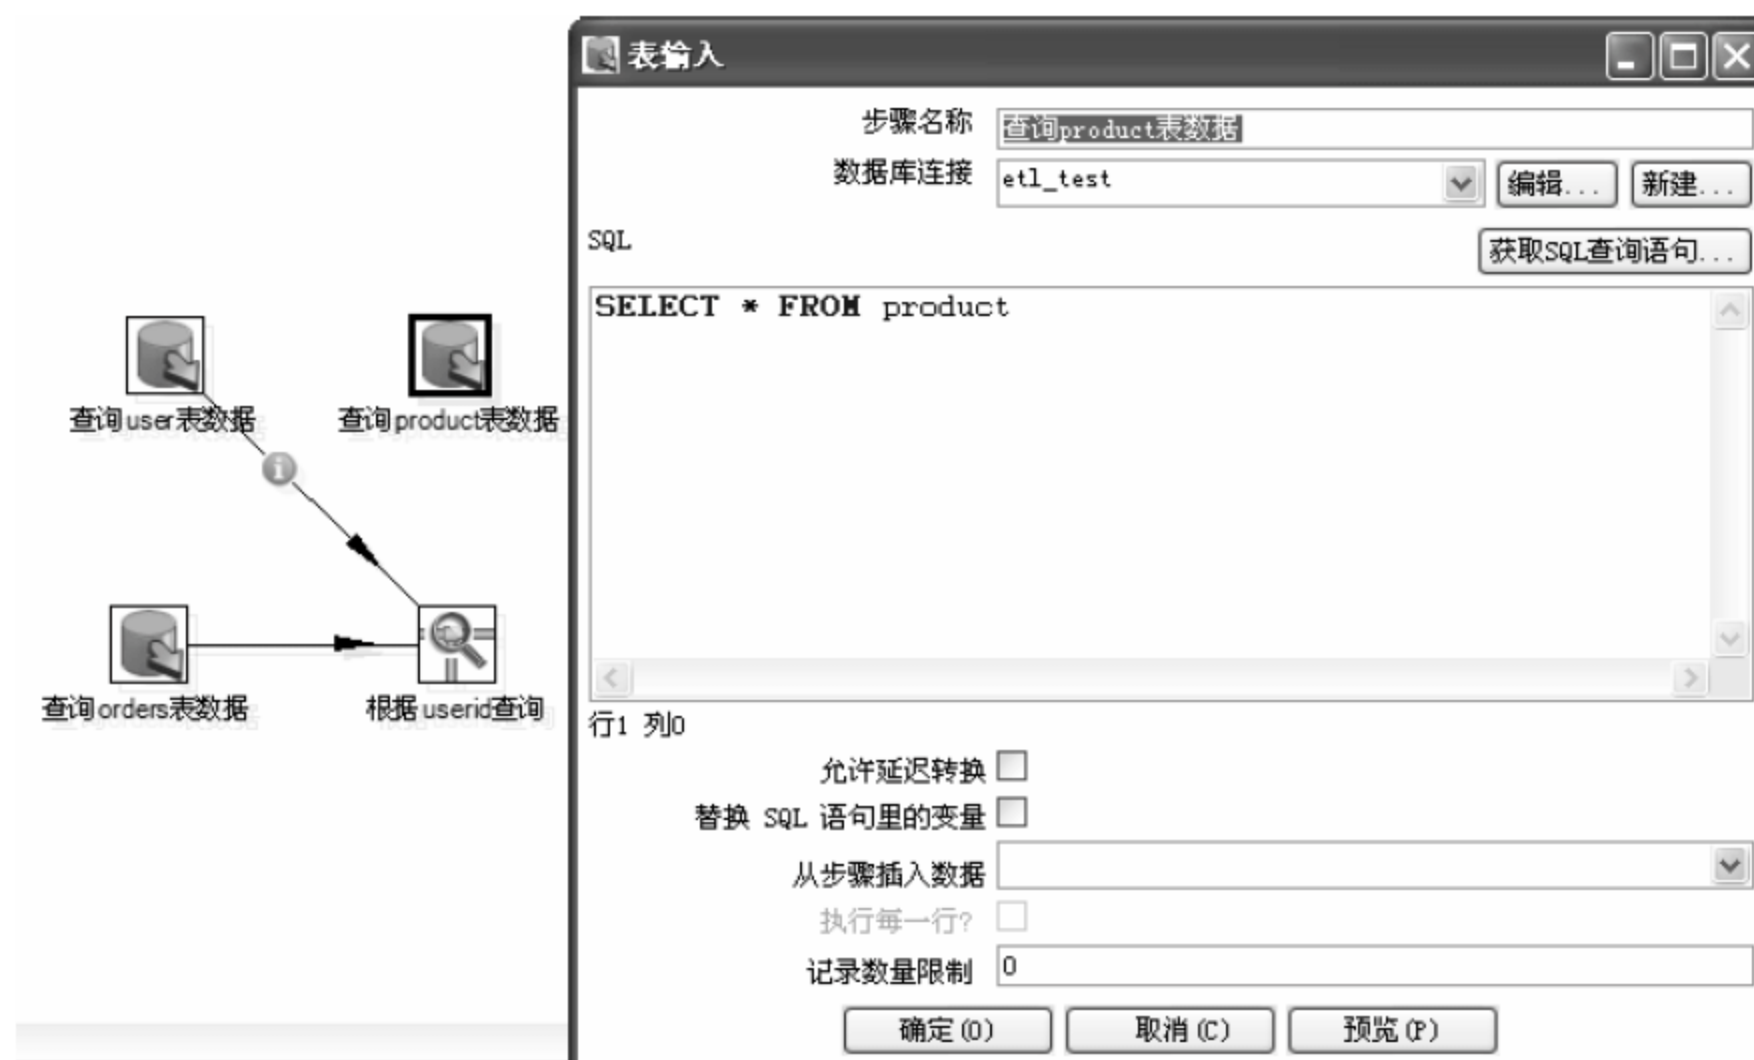 表输入
步骤名称 查询product表数据
数据库连接 etl_test 编辑... 新建...
SQL 获取SQL查询语句...
SELECT * FROM product
查询user表数据 查询product表数据
查询orders表数据 根据userid查询
行1 列0
允许延迟转换
替换 SQL 语句里的变量
从步骤插入数据
执行每一行?
记录数量限制 0
确定(O) 取消(C) 预览(P)